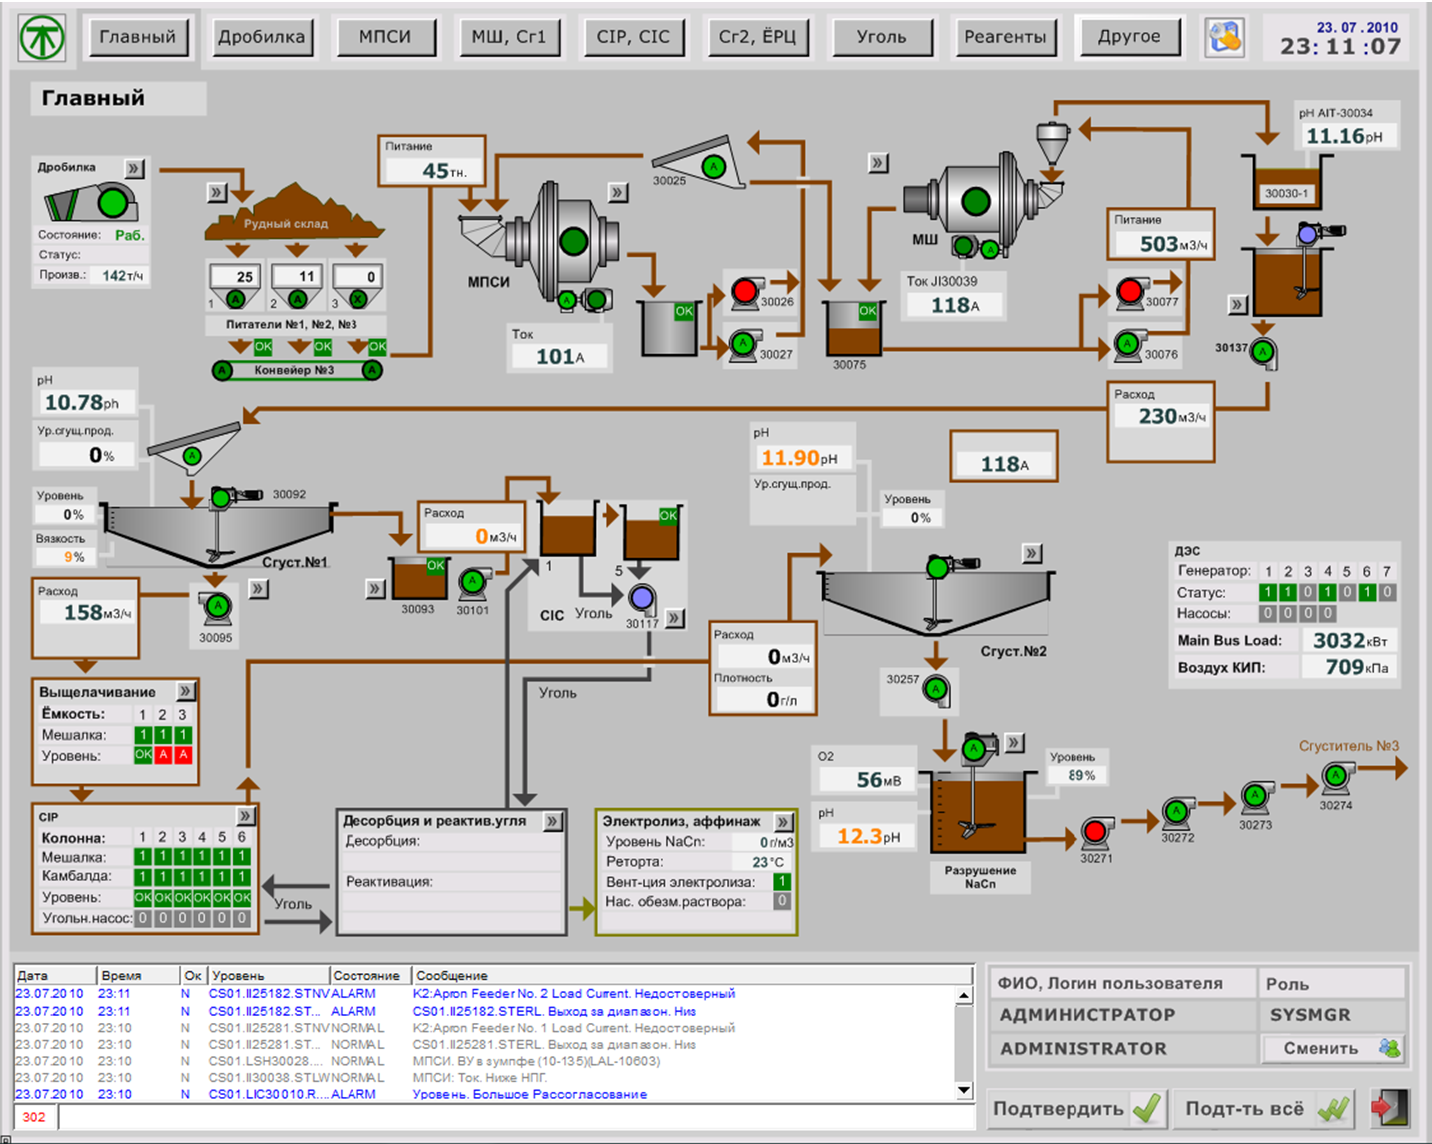 Главный Дробилка МПСИ МШ, Сг1 CIP, CIC Сг2, ЁРЦ Уголь Реагенты Другое
23.07.2010
23:11:07
Главный
Дробилка
Состояние: Раб.
Статус:
Произв.: 142т/ч
Рудный склад
25 11 0
1 A 2 A 3 X
Питатели №1, №2, №3
OK OK OK
A Конвейер №3 A
Питание
45тн.
МПСИ
A
Ток
101А
30025
A
OK
30026
A
30027
OK
30075
МШ
A
Ток JI30039
118А
Питание
503м3/ч
30077
A
30076
pH AIT-30034
11.16pH
30030-1
30137
A
Расход
230м3/ч
pH
10.78ph
Ур.сгущ.прод.
0%
A
Уровень
0%
Вязкость
9%
30092
Сгуст.№1
Расход
158м3/ч
A
30095
OK
30093
A
30101
Расход
0м3/ч
OK
1
5
CIC
Уголь
30117
Уголь
pH
11.90pH
Ур.сгущ.прод.
118А
Уровень
0%
Сгуст.№2
Расход
0м3/ч
Плотность
0г/л
30257
A
ДЭС
Генератор: 1 2 3 4 5 6 7
Статус: 1 1 0 1 0 1 0
Насосы: 0 0 0 0
Main Bus Load: 3032кВт
Воздух КИП: 709кПа
Выщелачивание
Ёмкость: 1 2 3
Мешалка: 1 1 1
Уровень: OK A A
CIP
Колонна: 1 2 3 4 5 6
Мешалка: 1 1 1 1 1 1
Камбалда: 1 1 1 1 1 1
Уровень: OK OK OK OK OK OK
Угольн.насос: 0 0 0 0 0 0
Уголь
Десорбция и реактив.угля
Десорбция:
Реактивация:
Электролиз, аффинаж
Уровень NaCn: 0г/м3
Реторта: 23°C
Вент-ция электролиза: 1
Нас. обезм.раствора: 0
O2
56мВ
pH
12.3pH
A
Уровень
89%
Разрушение
NaCn
30271
A
30272
A
30273
A
30274
Сгуститель №3
Дата Время Ок Уровень Состояние Сообщение
23.07.2010 23:11 N CS01.II25182.STNV ALARM K2:Apron Feeder No. 2 Load Current. Недостоверный
23.07.2010 23:11 N CS01.II25182.ST... ALARM CS01.II25182.STERL. Выход за диапазон. Низ
23.07.2010 23:10 N CS01.II25281.STNV NORMAL K2:Apron Feeder No. 1 Load Current. Недостоверный
23.07.2010 23:10 N CS01.II25281.ST... NORMAL CS01.II25281.STERL. Выход за диапазон. Низ
23.07.2010 23:10 N CS01.LSH30028.... NORMAL МПСИ. ВУ в зумпфе (10-135)(LAL-10603)
23.07.2010 23:10 N CS01.II30038.STLW NORMAL МПСИ: Ток. Ниже НПГ.
23.07.2010 23:10 N CS01.LIC30010.R.... ALARM Уровень. Большое Рассогласование
302
ФИО, Логин пользователя Роль
АДМИНИСТРАТОР SYSMGR
ADMINISTRATOR Сменить
Подтвердить Подт-ть всё